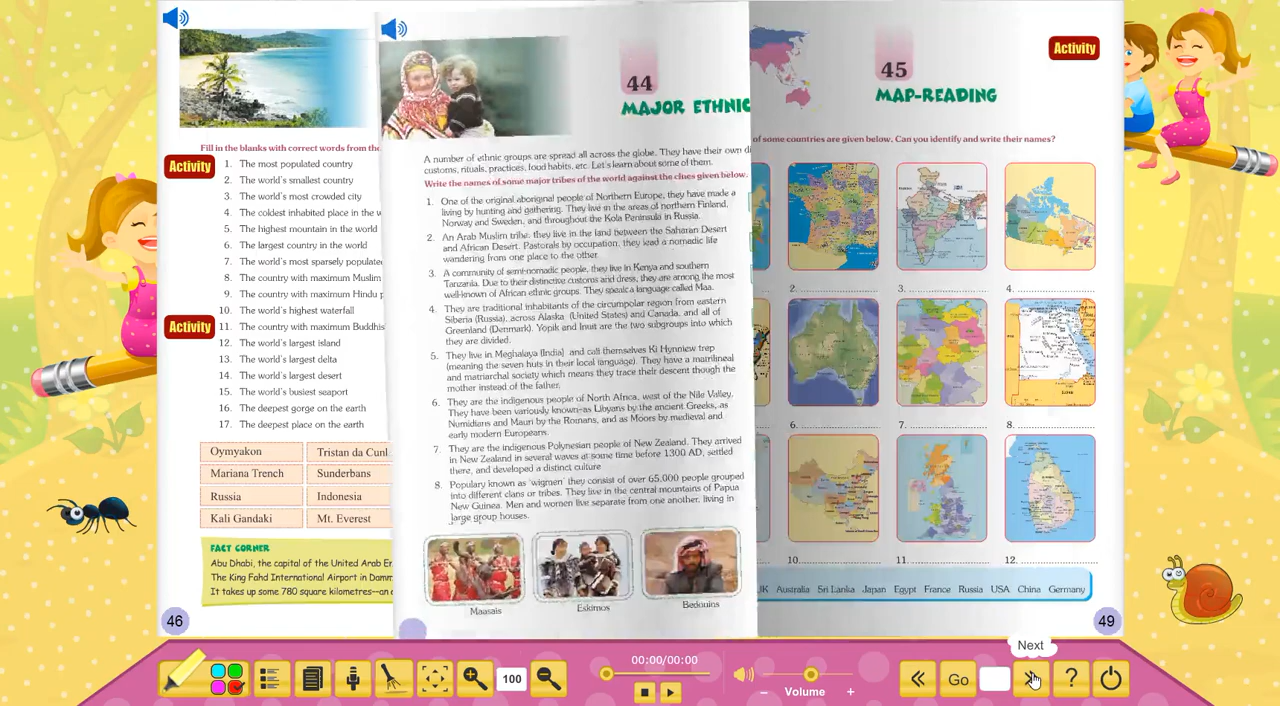 Fill in the blanks with correct words from the
Activity
1. The most populated country
2. The world's smallest country
3. The world's most crowded city
4. The coldest inhabited place in the w
5. The highest mountain in the world
6. The largest country in the world
7. The world's most sparsely populate
8. The country with maximum Muslim
9. The country with maximum Hindu p
10. The world's highest waterfall
Activity
11. The country with maximum Buddhis
12. The world's largest island
13. The world's largest delta
14. The world's largest desert
15. The world's busiest seaport
16. The deepest gorge on the earth
17. The deepest place on the earth
Oymyakon Tristan da Cunl
Mariana Trench Sunderbans
Russia Indonesia
Kali Gandaki Mt. Everest
FACT CORNER
Abu Dhabi, the capital of the United Arab Er
The King Fahd International Airport in Damm
It takes up some 780 square kilometres--an
46
44
MAJOR ETHNIC
A number of ethnic groups are spread all across the globe. They have their own di
customs, rituals, practices, food habits, etc. Let's learn about some of them.
Write the names of some major tribes of the world against the clues given below.
1. One of the original aboriginal people of Northern Europe, they have made a
living by hunting and gathering. They live in the areas of northern Finland,
Norway and Sweden, and throughout the Kola Peninsula in Russia.
2. An Arab Muslim tribe, they live in the land between the Saharan Desert
and African Desert. Pastorals by occupation, they lead a nomadic life
wandering from one place to the other.
3. A community of semi-nomadic people, they live in Kenya and southern
Tanzania. Due to their distinctive customs and dress, they are among the most
well-known of African ethnic groups. They speak a language called Maa.
4. They are traditional inhabitants of the circumpolar region from eastern
Siberia (Russia), across Alaska (United States) and Canada, and all of
Greenland (Denmark). Yopik and Inuit are the two subgroups into which
they are divided.
5. They live in Meghalaya (India) and call themselves Ki Hynniew trep
(meaning the seven huts in their local language). They have a matrilineal
and matriarchal society which means they trace their descent though the
mother instead of the father.
6. They are the indigenous people of North Africa, west of the Nile Valley.
They have been variously known-as Libyans by the ancient Greeks, as
Numidians and Mauri by the Romans, and as Moors by medieval and
early modern Europeans.
7. They are the indigenous Polynesian people of New Zealand. They arrived
in New Zealand in several waves at some time before 1300 AD, settled
there, and developed a distinct culture
8. Populary known as 'wigmen' they consist of over 65,000 people grouped
into different clans or tribes. They live in the central mountains of Papua
New Guinea. Men and women live separate from one another, living in
large group houses.
Maasais Eskimos Bedouins
45
MAP-READING
Activity
of some countries are given below. Can you identify and write their names?
2. 3. 4.
6. 7. 8.
10. 11. 12.
UK Australia Sri Lanka Japan Egypt France Russia USA China Germany
49
Next
100
00:00/00:00
− Volume +
Go
?